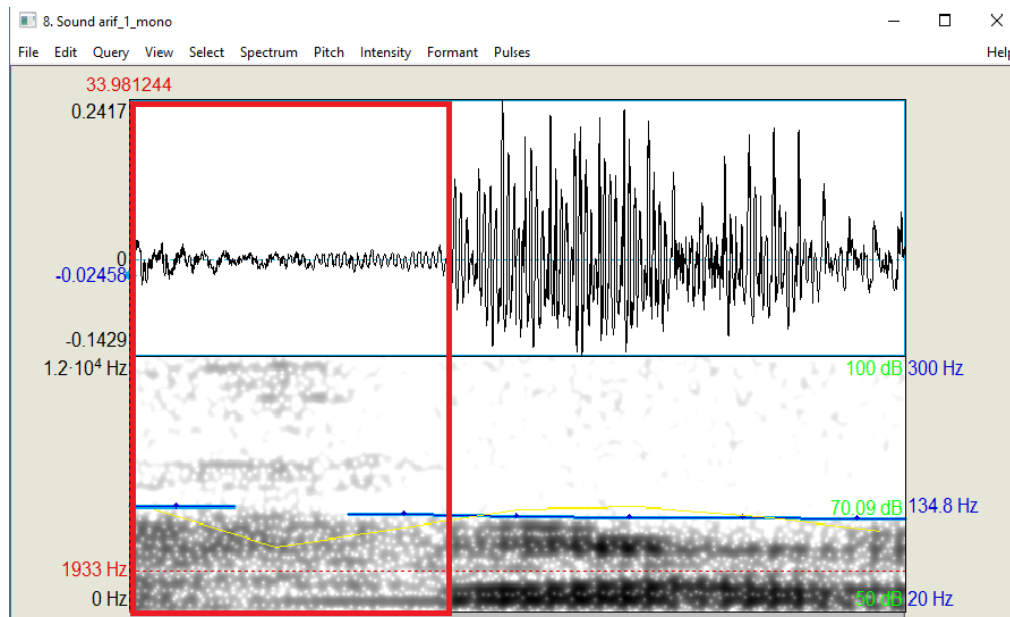 8. Sound arif_1_mono
File Edit Query View Select Spectrum Pitch Intensity Formant Pulses Help
33.981244
0.2417
0
-0.02458
-0.1429
1.2·10⁴ Hz 100 dB 300 Hz
70.09 dB 134.8 Hz
1933 Hz
0 Hz 50 dB 20 Hz